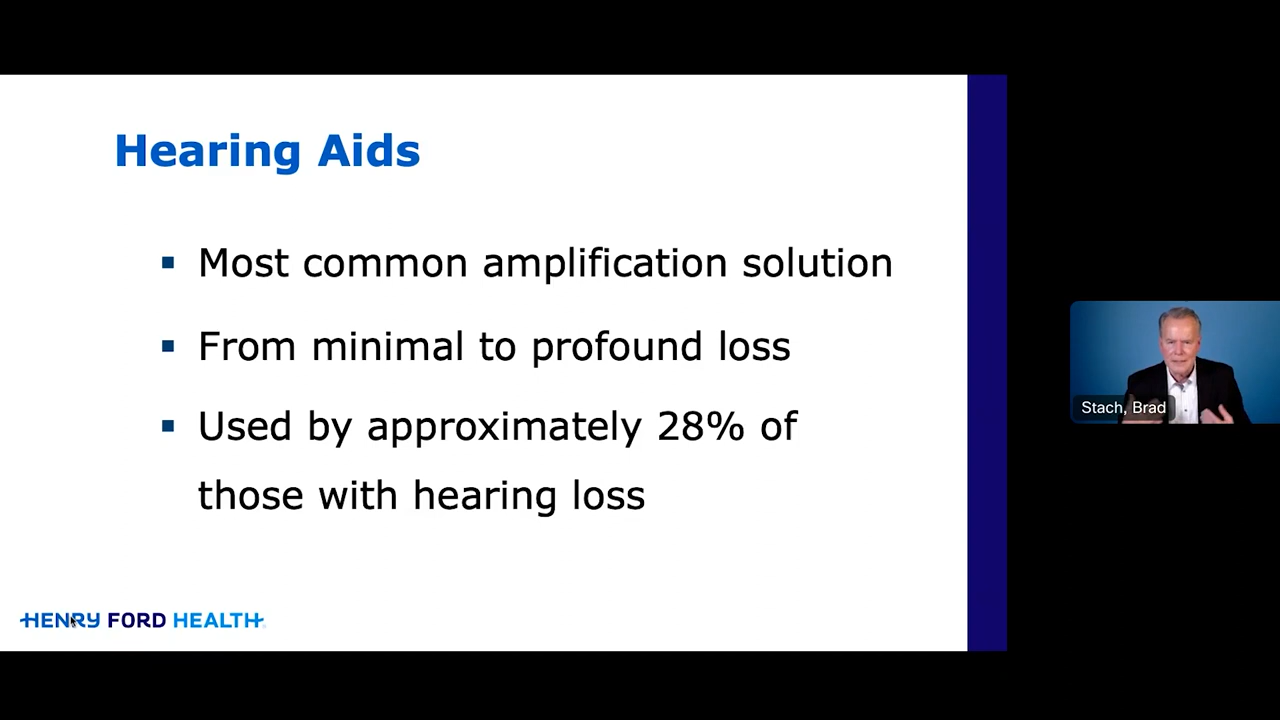 Hearing Aids
Most common amplification solution
From minimal to profound loss
Used by approximately 28% of
those with hearing loss
HENRY FORD HEALTH
Stach, Brad